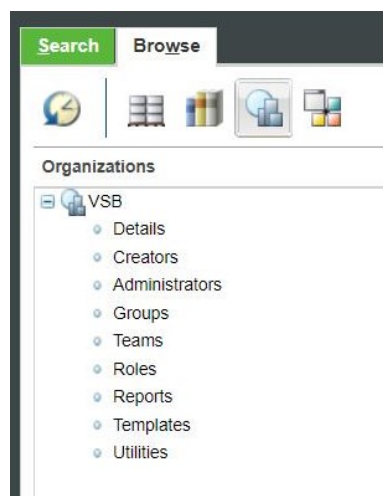 Search Browse
Organizations
VSB
Details
Creators
Administrators
Groups
Teams
Roles
Reports
Templates
Utilities